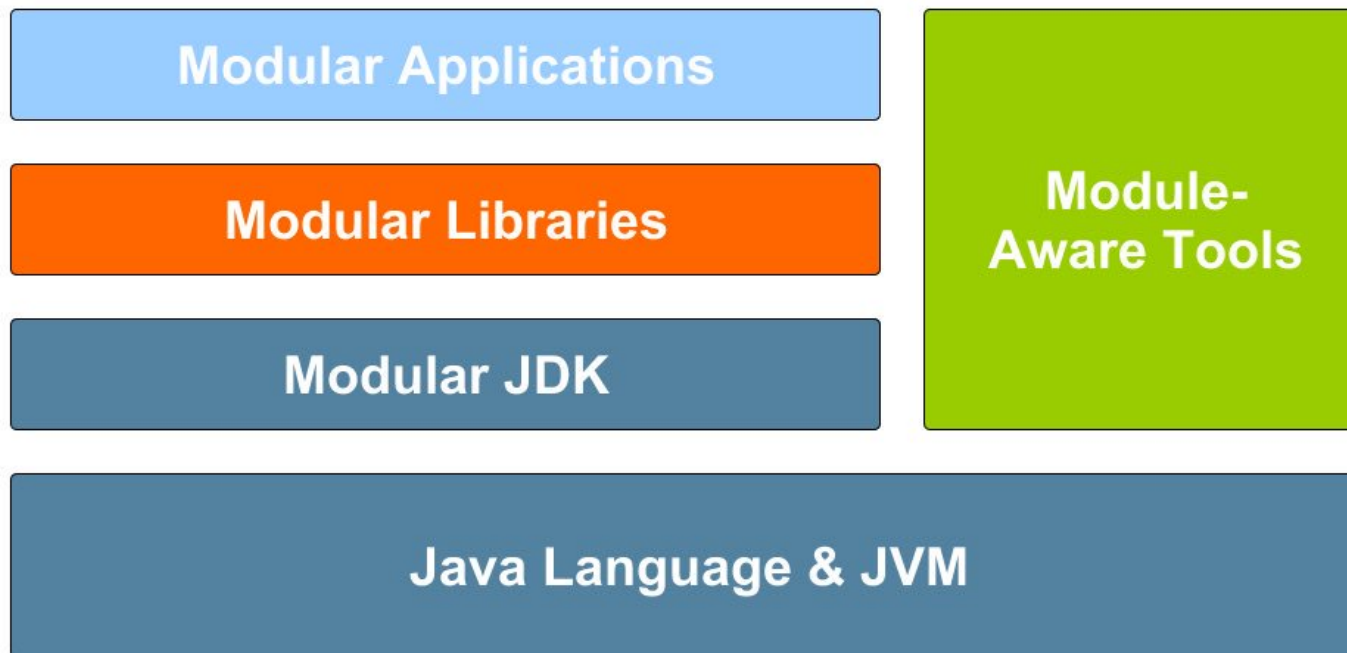 Modular Applications
Modular Libraries
Modular JDK
Module-
Aware Tools
Java Language & JVM